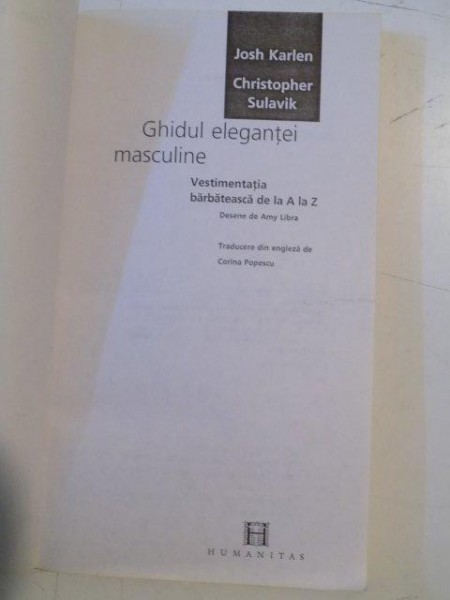 Josh Karlen
Christopher
Sulavik
Ghidul eleganței
masculine
Vestimentația
bărbătească de la A la Z
Desene de Amy Libra
Traducere din engleză de
Corina Popescu
H
HUMANITAS